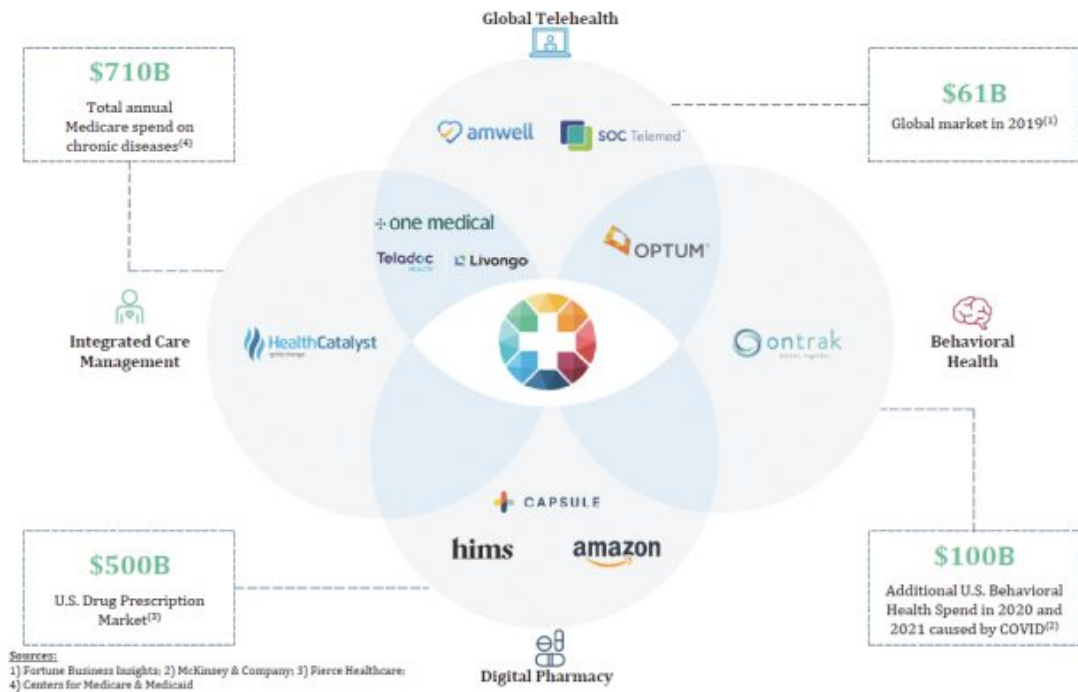 Global Telehealth
$710B
Total annual
Medicare spend on
chronic diseases(4)
$61B
Global market in 2019(1)
amwell
SOC Telemed
one medical
Teladoc
HEALTH
Livongo
OPTUM®
Integrated Care
Management
HealthCatalyst
ontrak
Behavioral
Health
CAPSULE
hims
amazon
$500B
U.S. Drug Prescription
Market(3)
$100B
Additional U.S. Behavioral
Health Spend in 2020 and
2021 caused by COVID(2)
Digital Pharmacy
Sources:
1) Fortune Business Insights; 2) McKinsey & Company; 3) Fierce Healthcare;
4) Centers for Medicare & Medicaid